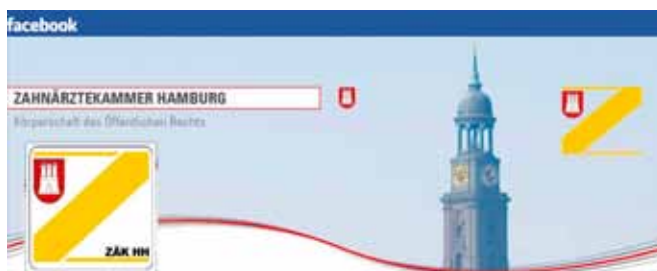 facebook
ZAHNÄRZTEKAMMER HAMBURG
Körperschaft des Öffentlichen Rechts
ZÄK HH